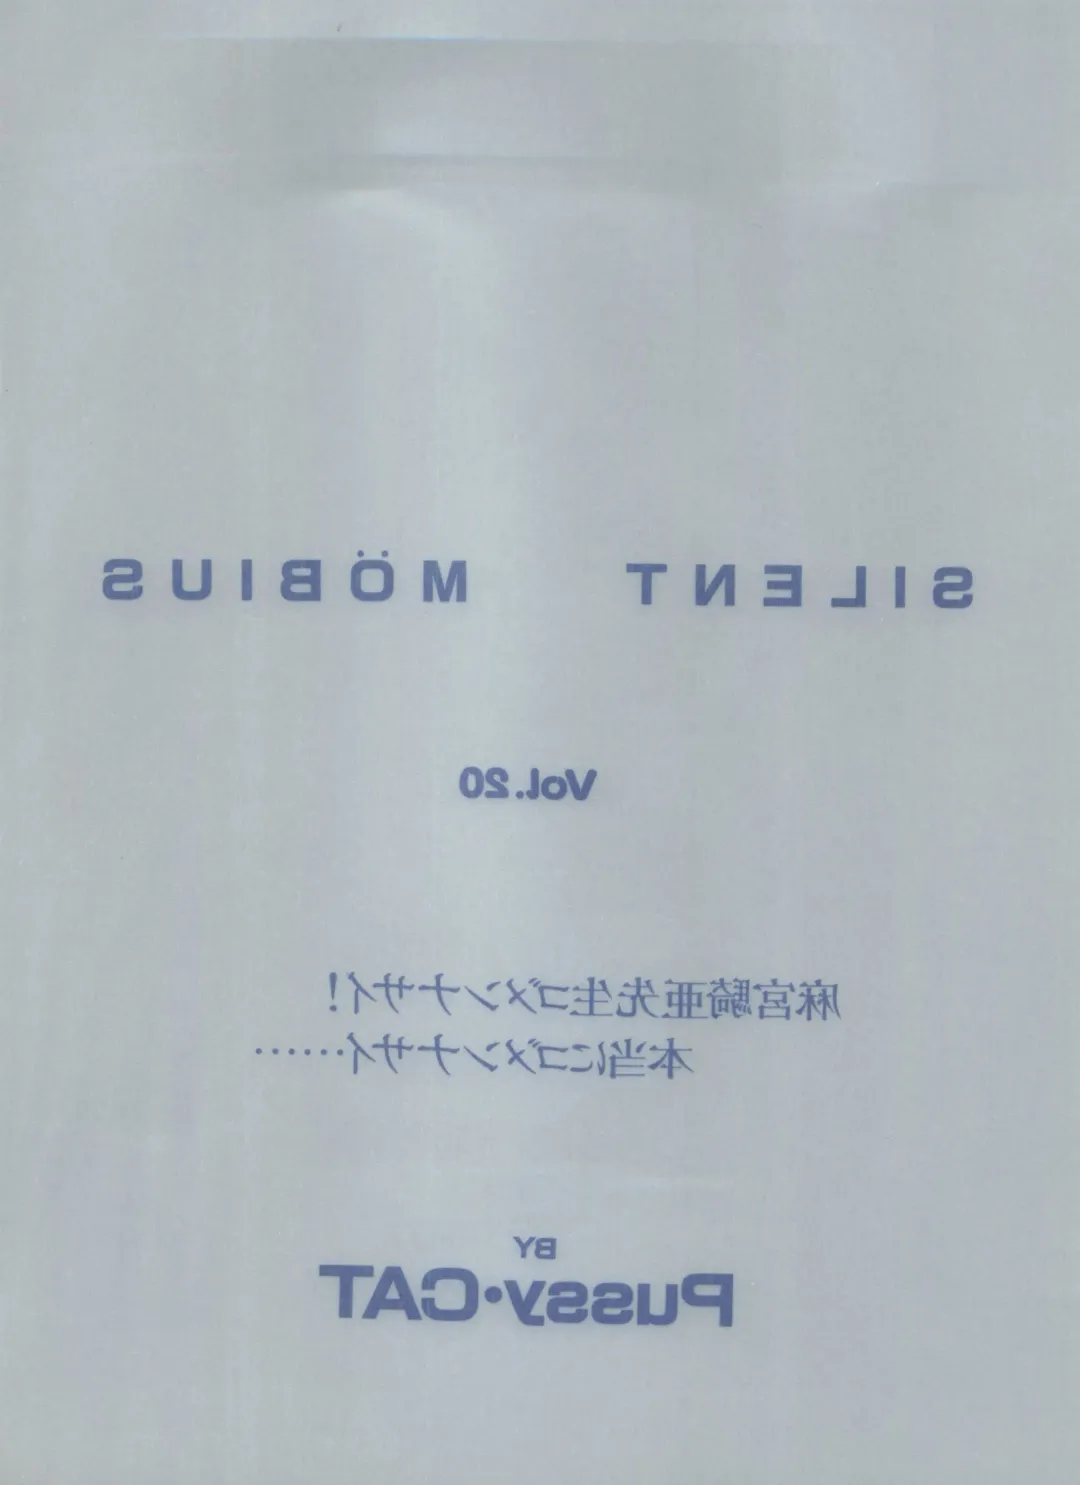 SILENT MÖBIUS
Vol.20
麻宮騎亜先生ゴメンナサイ!
本当にゴメンナサイ……
BY
Pussy・CAT